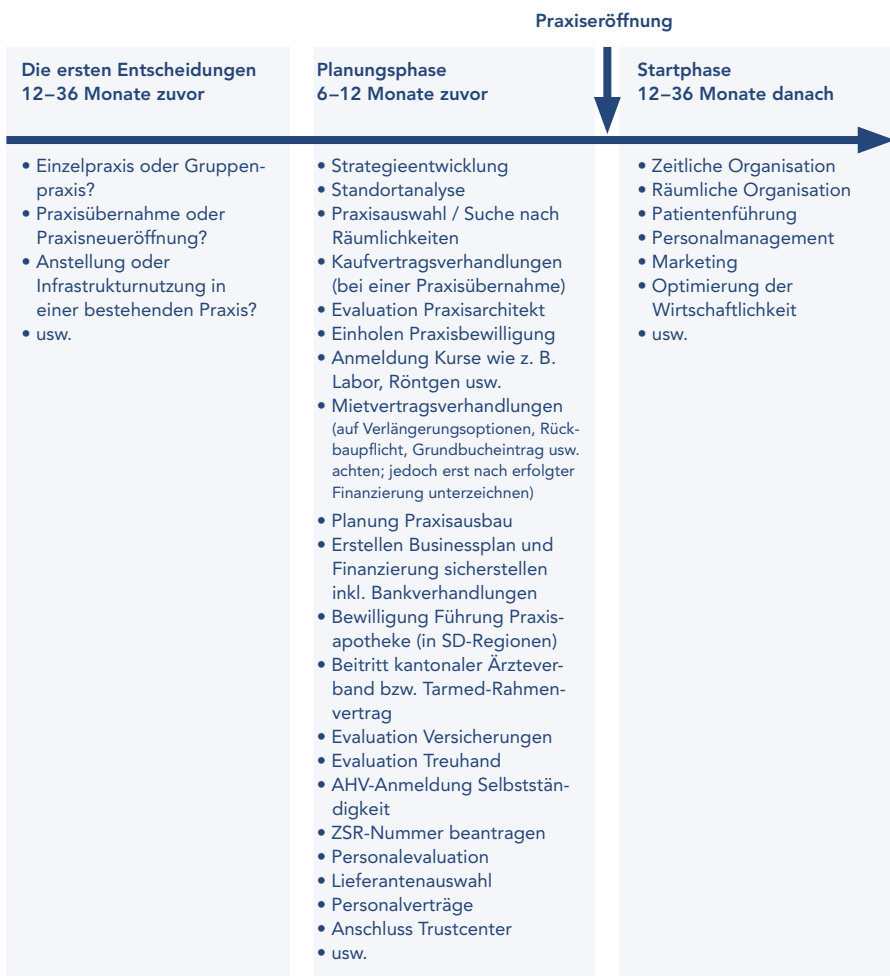 Praxiseröffnung
Die ersten Entscheidungen
12–36 Monate zuvor
• Einzelpraxis oder Gruppen-
praxis?
• Praxisübernahme oder
Praxisneueröffnung?
• Anstellung oder
Infrastrukturnutzung in
einer bestehenden Praxis?
• usw.
Planungsphase
6–12 Monate zuvor
• Strategieentwicklung
• Standortanalyse
• Praxisauswahl / Suche nach
Räumlichkeiten
• Kaufvertragsverhandlungen
(bei einer Praxisübernahme)
• Evaluation Praxisarchitekt
• Einholen Praxisbewilligung
• Anmeldung Kurse wie z. B.
Labor, Röntgen usw.
• Mietvertragsverhandlungen
(auf Verlängerungsoptionen, Rück-
baupflicht, Grundbucheintrag usw.
achten; jedoch erst nach erfolgter
Finanzierung unterzeichnen)
• Planung Praxisausbau
• Erstellen Businessplan und
Finanzierung sicherstellen
inkl. Bankverhandlungen
• Bewilligung Führung Praxis-
apotheke (in SD-Regionen)
• Beitritt kantonaler Ärztever-
band bzw. Tarmed-Rahmen-
vertrag
• Evaluation Versicherungen
• Evaluation Treuhand
• AHV-Anmeldung Selbststän-
digkeit
• ZSR-Nummer beantragen
• Personalevaluation
• Lieferantenauswahl
• Personalverträge
• Anschluss Trustcenter
• usw.
Startphase
12–36 Monate danach
• Zeitliche Organisation
• Räumliche Organisation
• Patientenführung
• Personalmanagement
• Marketing
• Optimierung der
Wirtschaftlichkeit
• usw.